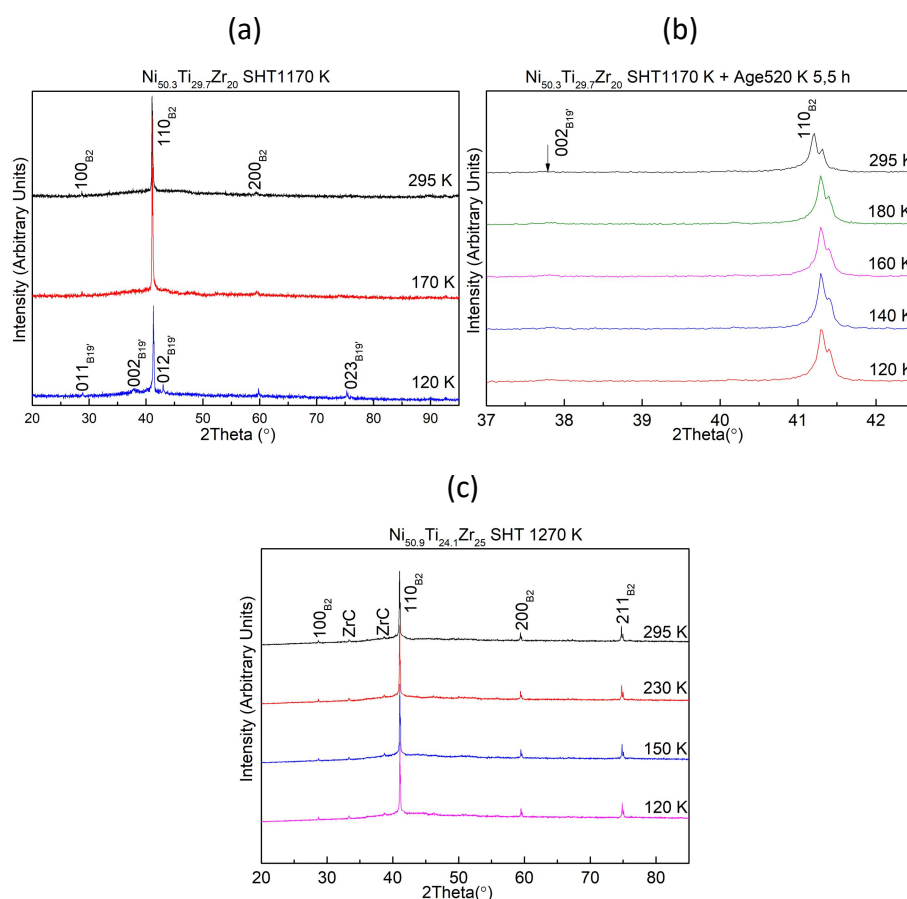 (a)
(b)
Ni50.3Ti29.7Zr20 SHT1170 K
Intensity (Arbitrary Units)
100B2
110B2
200B2
295 K
170 K
011B19'
002B19'
012B19'
023B19'
120 K
20 30 40 50 60 70 80 90
2Theta (°)
Ni50.3Ti29.7Zr20 SHT1170 K + Age520 K 5,5 h
Intensity (Arbitrary Units)
002B19'
110B2
295 K
180 K
160 K
140 K
120 K
37 38 39 40 41 42
2Theta(°)
(c)
Ni50.9Ti24.1Zr25 SHT 1270 K
Intensity (Arbitrary Units)
100B2
ZrC
ZrC
110B2
200B2
211B2
295 K
230 K
150 K
120 K
20 30 40 50 60 70 80
2Theta(°)